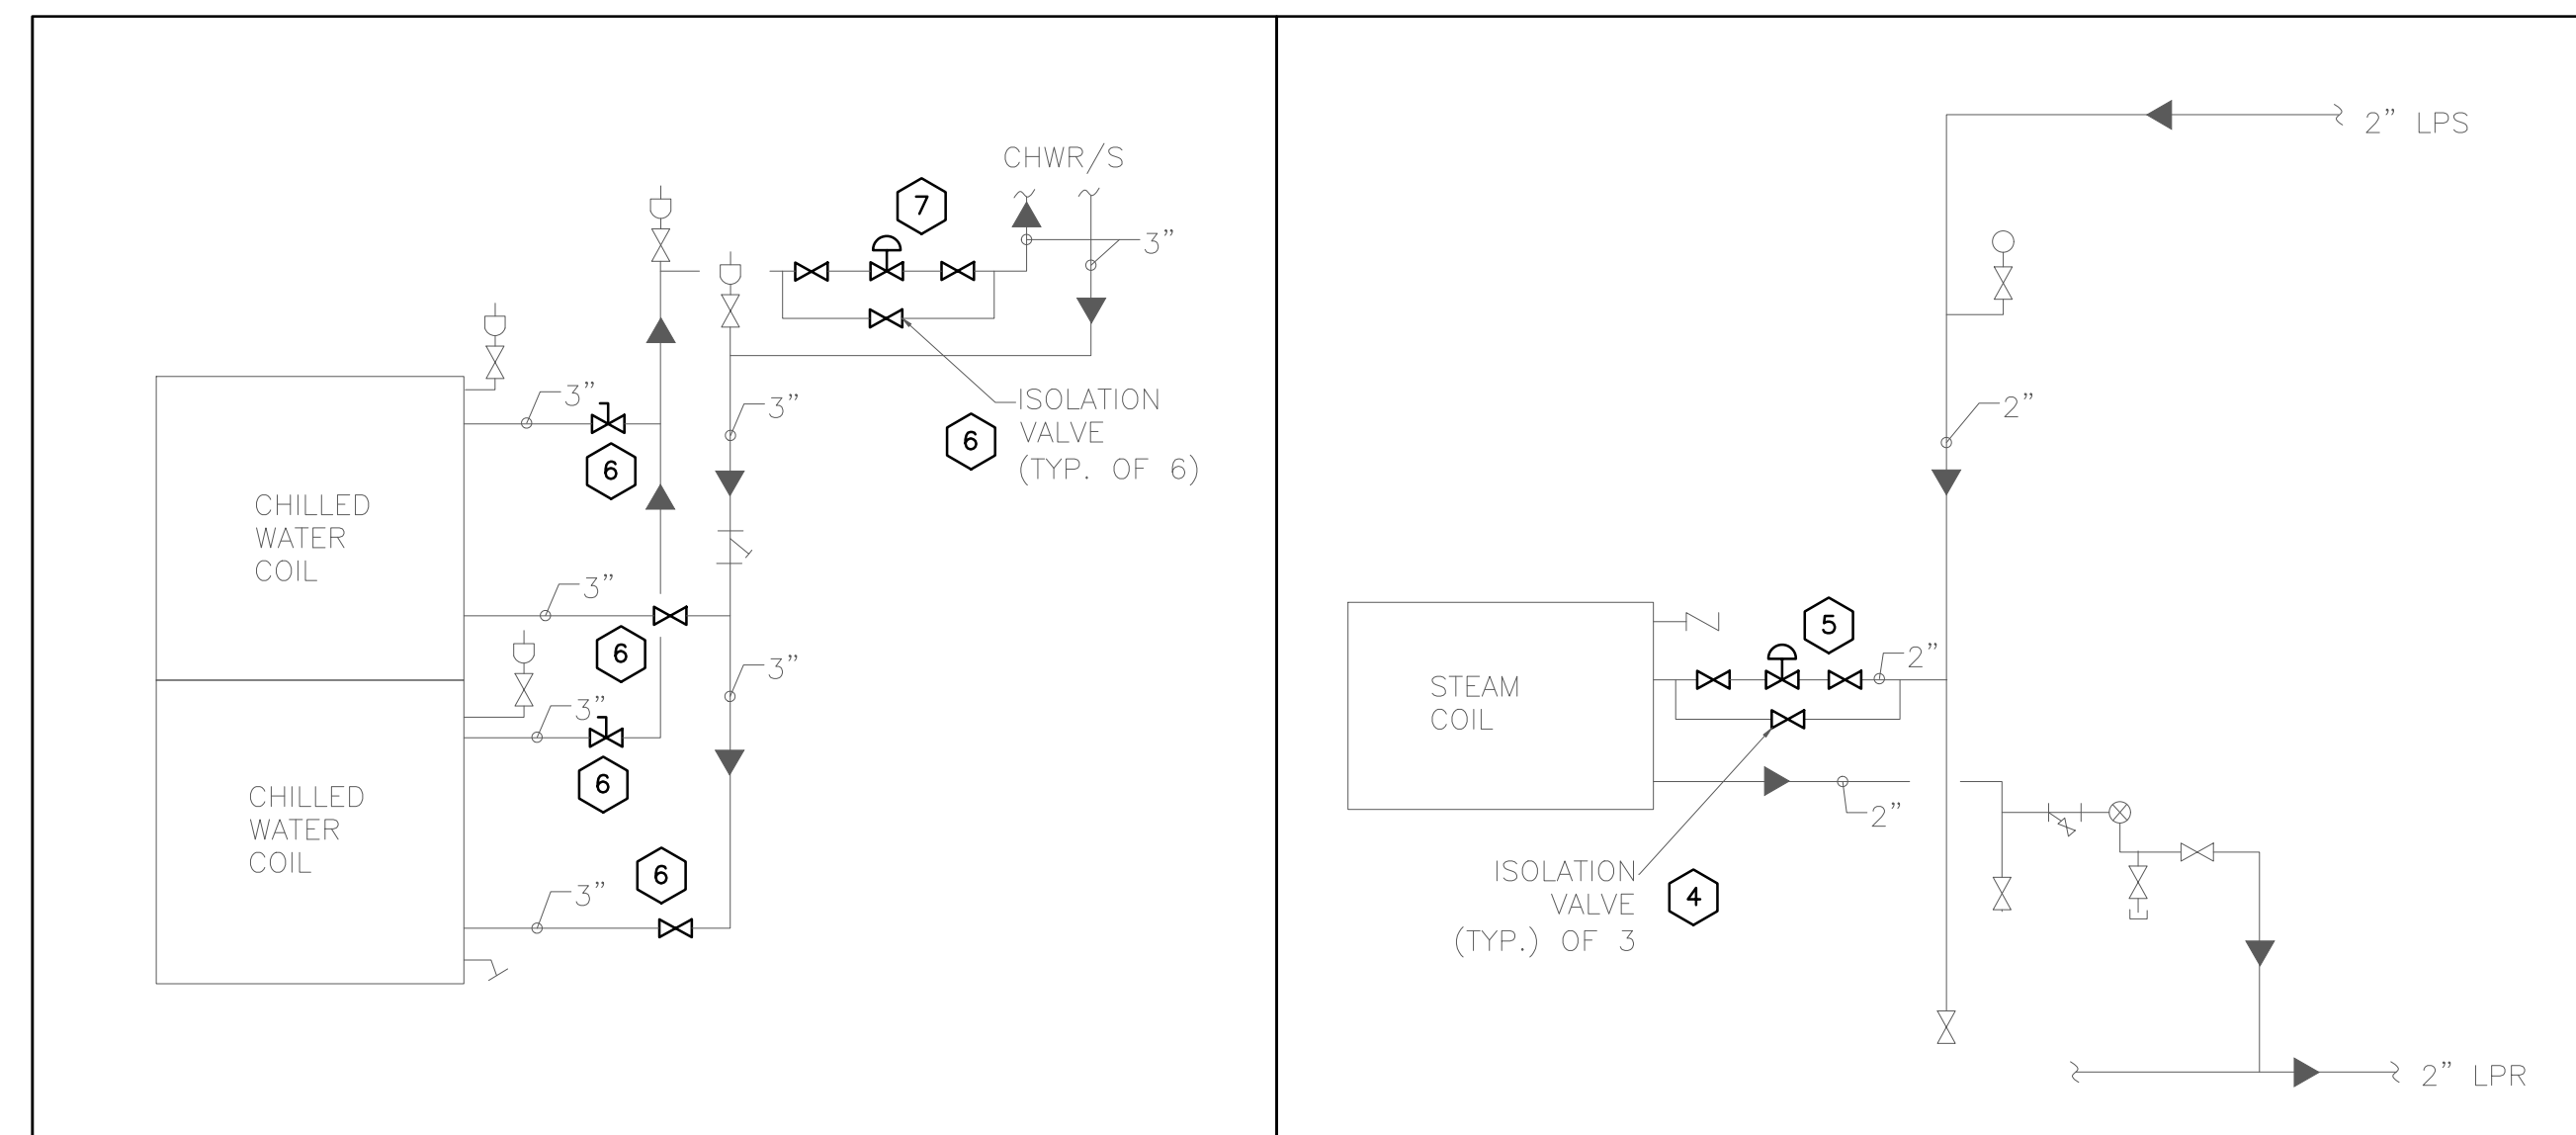 CHWR/S
7
3”
3”
ISOLATION
VALVE
(TYP. OF 6)
6
3”
6
CHILLED
WATER
COIL
3”
6
3”
3”
6
CHILLED
WATER
COIL
6
3”
2” LPS
2”
5
2”
STEAM
COIL
2”
ISOLATION
VALVE
(TYP.) OF 3
4
2” LPR